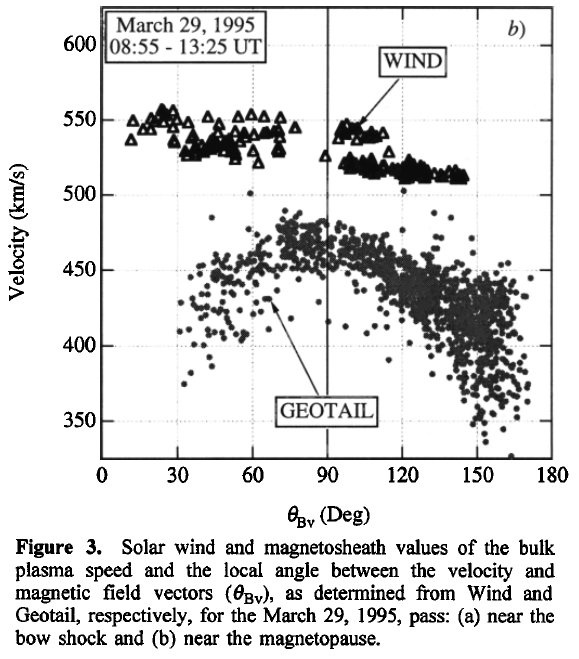 March 29, 1995
08:55 - 13:25 UT
b)
WIND
600
550
500
450
400
350
Velocity (km/s)
GEOTAIL
0 30 60 90 120 150 180
θBv (Deg)
Figure 3. Solar wind and magnetosheath values of the bulk
plasma speed and the local angle between the velocity and
magnetic field vectors (θBv), as determined from Wind and
Geotail, respectively, for the March 29, 1995, pass: (a) near the
bow shock and (b) near the magnetopause.